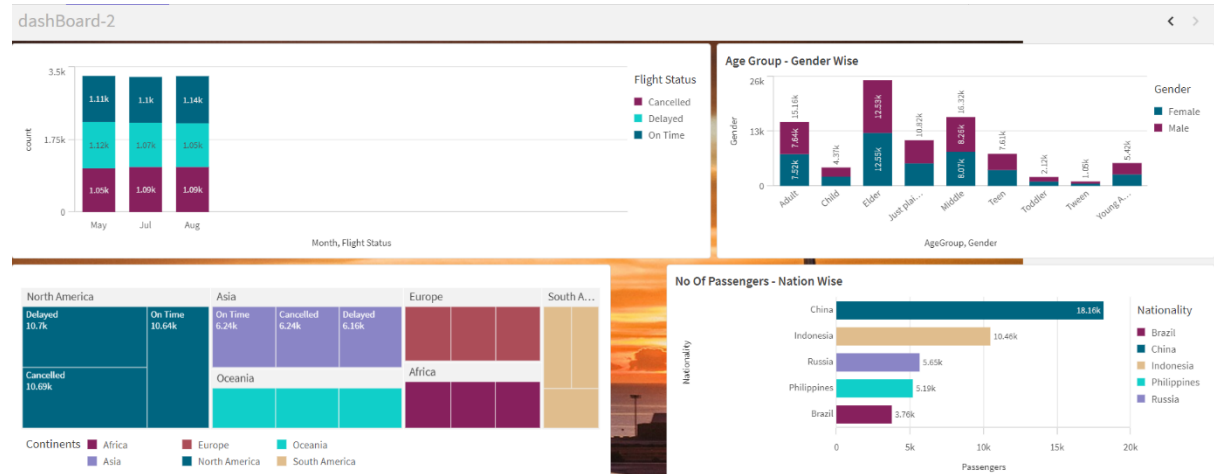 dashBoard-2
3.5k
1.75k
0
count
1.11k
1.1k
1.14k
1.12k
1.07k
1.05k
1.05k
1.09k
1.09k
May
Jul
Aug
Month, Flight Status
Flight Status
Cancelled
Delayed
On Time
Age Group - Gender Wise
26k
13k
0
Gender
15.16k
7.64k
7.52k
4.37k
12.53k
12.55k
10.82k
16.32k
8.26k
8.07k
7.61k
2.12k
1.05k
5.42k
Adult
Child
Elder
Just plai...
Middle
Teen
Toddler
Tween
Young A...
AgeGroup, Gender
Gender
Female
Male
North America
Delayed
10.7k
On Time
10.64k
Cancelled
10.69k
Asia
On Time
6.24k
Cancelled
6.24k
Delayed
6.16k
Oceania
Europe
Africa
South A...
Continents
Africa
Europe
Oceania
Asia
North America
South America
No Of Passengers - Nation Wise
Nationality
China
18.16k
Indonesia
10.46k
Russia
5.65k
Philippines
5.19k
Brazil
3.76k
0
5k
10k
15k
20k
Passengers
Nationality
Brazil
China
Indonesia
Philippines
Russia